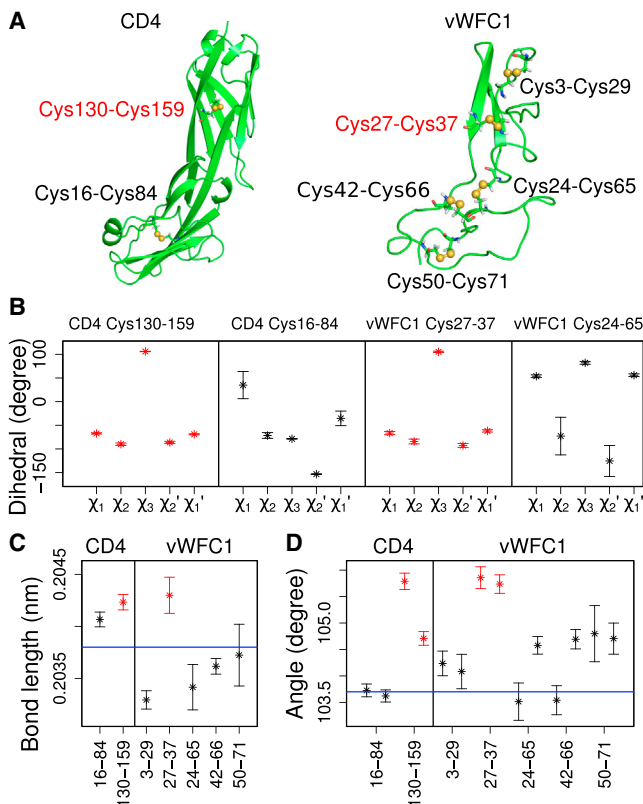 A
CD4
vWFC1
Cys130-Cys159
Cys16-Cys84
Cys3-Cys29
Cys27-Cys37
Cys42-Cys66
Cys24-Cys65
Cys50-Cys71
B
CD4 Cys130-159
CD4 Cys16-84
vWFC1 Cys27-37
vWFC1 Cys24-65
Dihedral (degree)
100
0
-150
χ1 χ2 χ3 χ2' χ1'
χ1 χ2 χ3 χ2' χ1'
χ1 χ2 χ3 χ2' χ1'
χ1 χ2 χ3 χ2' χ1'
C
CD4
vWFC1
Bond length (nm)
0.2045
0.2035
16-84
130-159
3-29
27-37
24-65
42-66
50-71
D
CD4
vWFC1
Angle (degree)
105.0
103.5
16-84
130-159
3-29
27-37
24-65
42-66
50-71